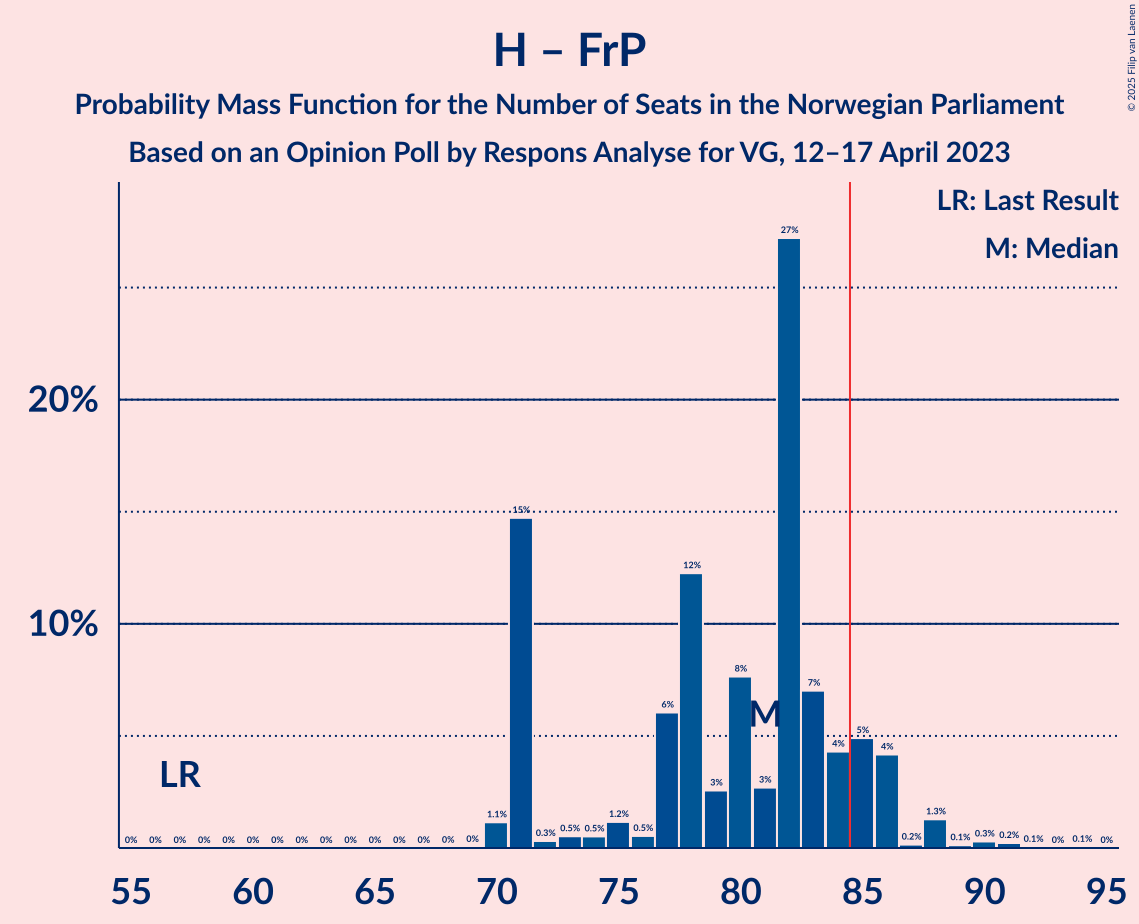 H – FrP
Probability Mass Function for the Number of Seats in the Norwegian Parliament
Based on an Opinion Poll by Respons Analyse for VG, 12–17 April 2023
© 2025 Filip van Laenen
LR: Last Result
M: Median
20%
10%
LR
M
0% 0% 0% 0% 0% 0% 0% 0% 0% 0% 0% 0% 0% 0% 0% 1.1% 15% 0.3% 0.5% 0.5% 1.2% 0.5% 6% 12% 3% 8% 3% 27% 7% 4% 5% 4% 0.2% 1.3% 0.1% 0.3% 0.2% 0.1% 0% 0.1% 0%
55 60 65 70 75 80 85 90 95